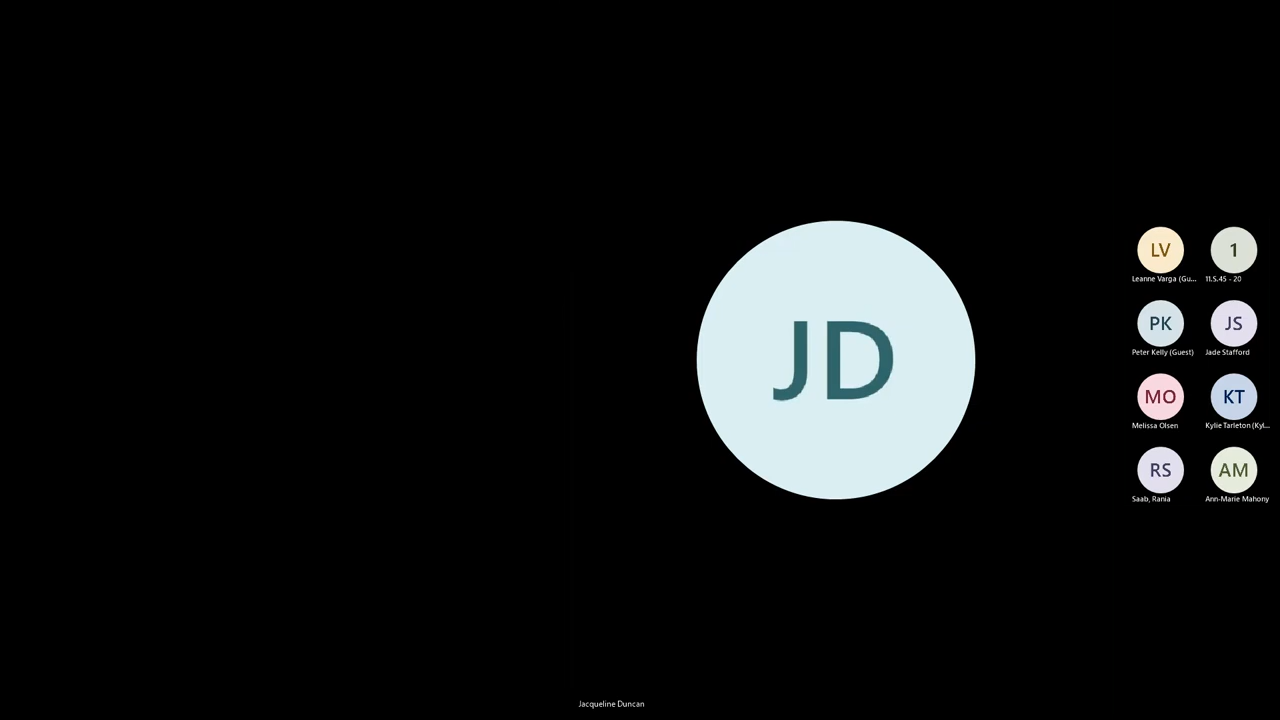 JD
Jacqueline Duncan
LV
Leanne Varga (Gu...
1
11.S.45 - 20
PK
Peter Kelly (Guest)
JS
Jade Stafford
MO
Melissa Olsen
KT
Kylie Tarleton (Kyl...
RS
Saab, Rania
AM
Ann-Marie Mahony